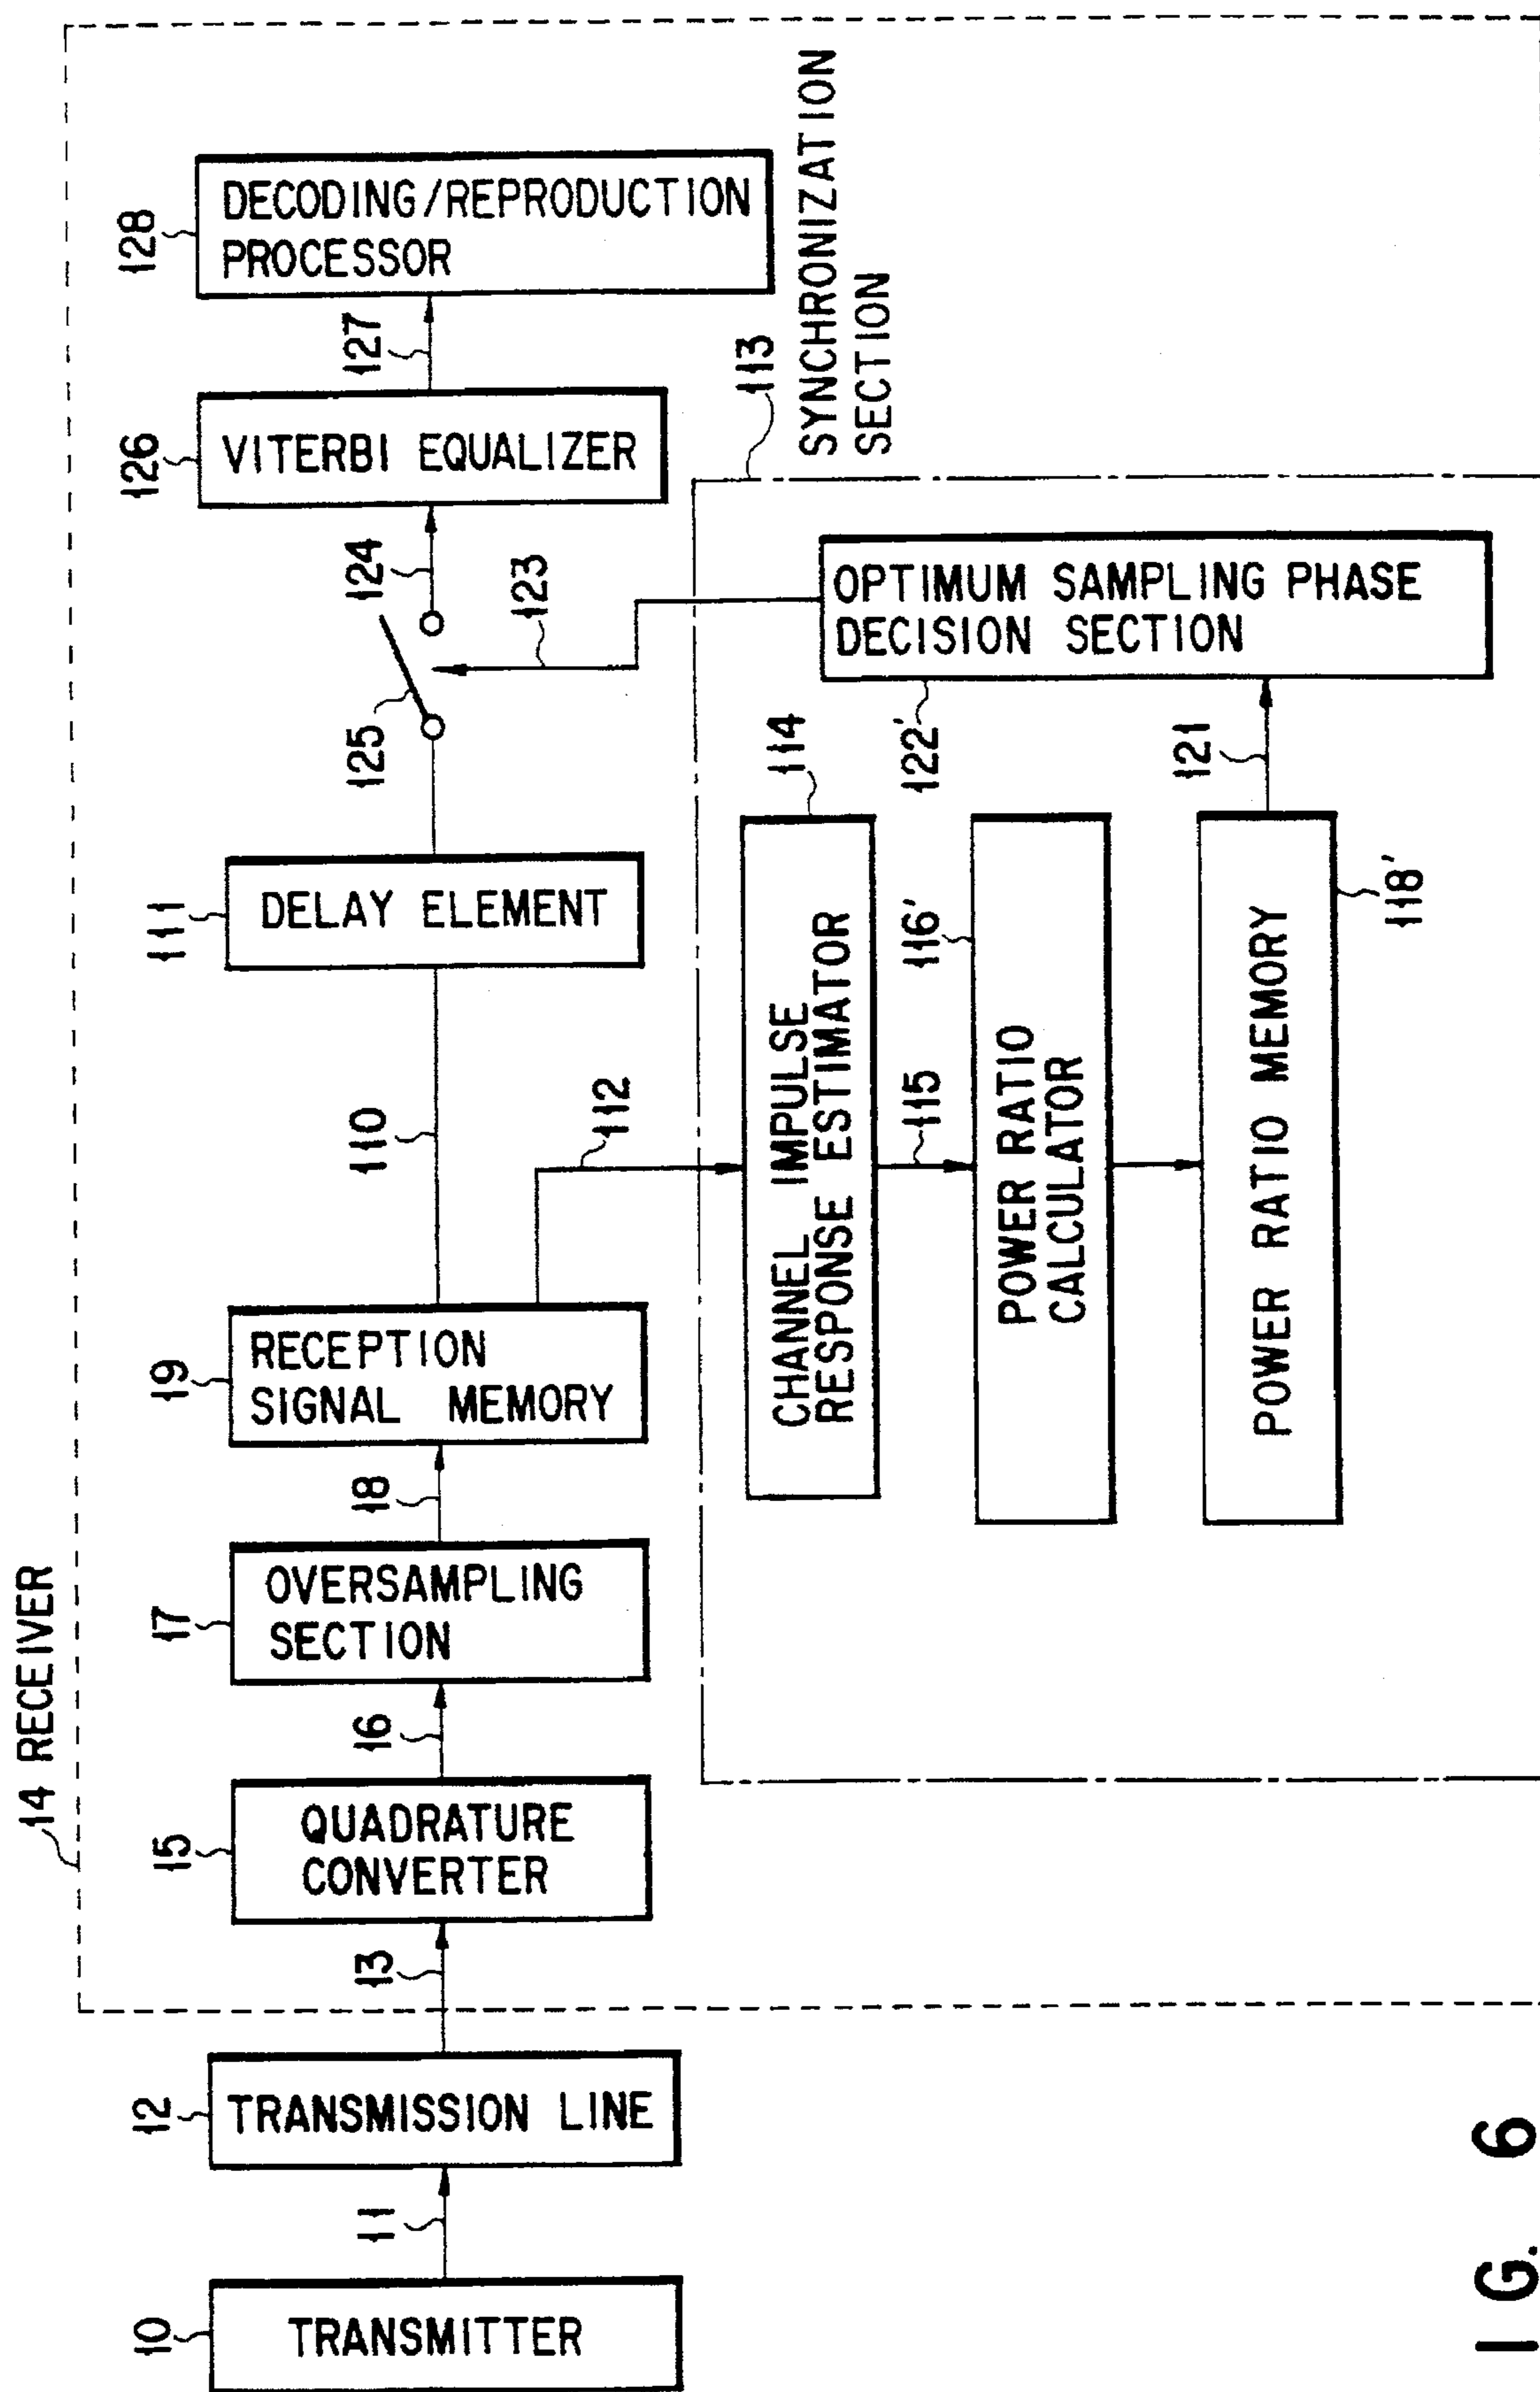 14 RECEIVER
10
TRANSMITTER
11
12
TRANSMISSION LINE
13
15
QUADRATURE
CONVERTER
16
17
OVERSAMPLING
SECTION
18
19
RECEPTION
SIGNAL MEMORY
110
112
111
DELAY ELEMENT
125
124
123
126
VITERBI EQUALIZER
127
128
DECODING/REPRODUCTION
PROCESSOR
113
SYNCHRONIZATION
SECTION
114
CHANNEL IMPULSE
RESPONSE ESTIMATOR
115
116'
POWER RATIO
CALCULATOR
POWER RATIO MEMORY
118'
121
122'
OPTIMUM SAMPLING PHASE
DECISION SECTION
IG. 6